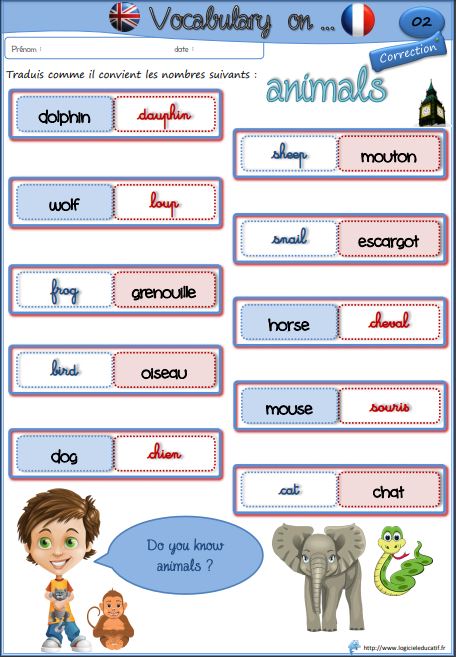 Vocabulary on ...
02
Prénom :
date :
Correction
Traduis comme il convient les nombres suivants :
animals
dolphin dauphin
wolf loup
frog grenouille
bird oiseau
dog chien
sheep mouton
snail escargot
horse cheval
mouse souris
cat chat
Do you know
animals ?
http://www.logicieleducatif.fr